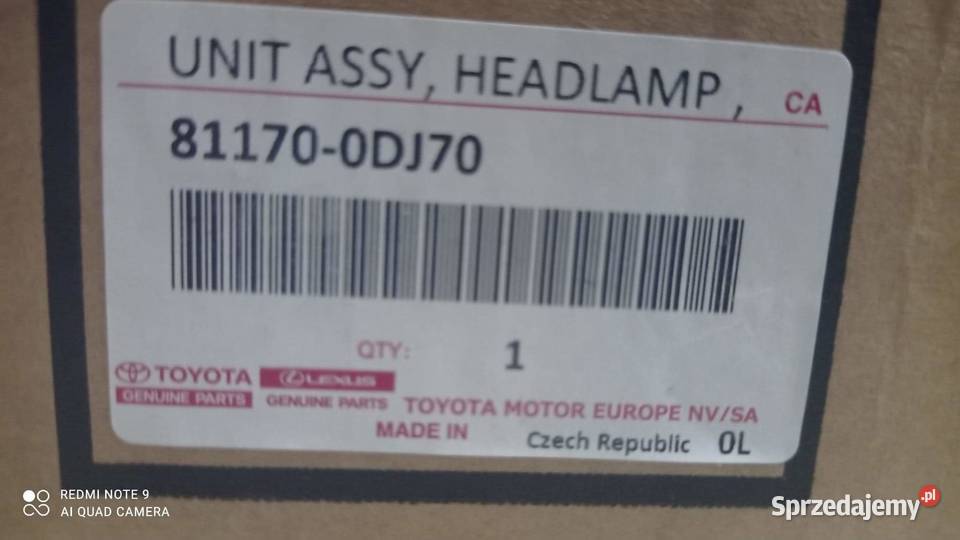 UNIT ASSY, HEADLAMP , CA
81170-0DJ70
QTY: 1
TOYOTA LEXUS
GENUINE PARTS GENUINE PARTS TOYOTA MOTOR EUROPE NV/SA
MADE IN Czech Republic 0L
REDMI NOTE 9
AI QUAD CAMERA
Sprzedajemy.pl